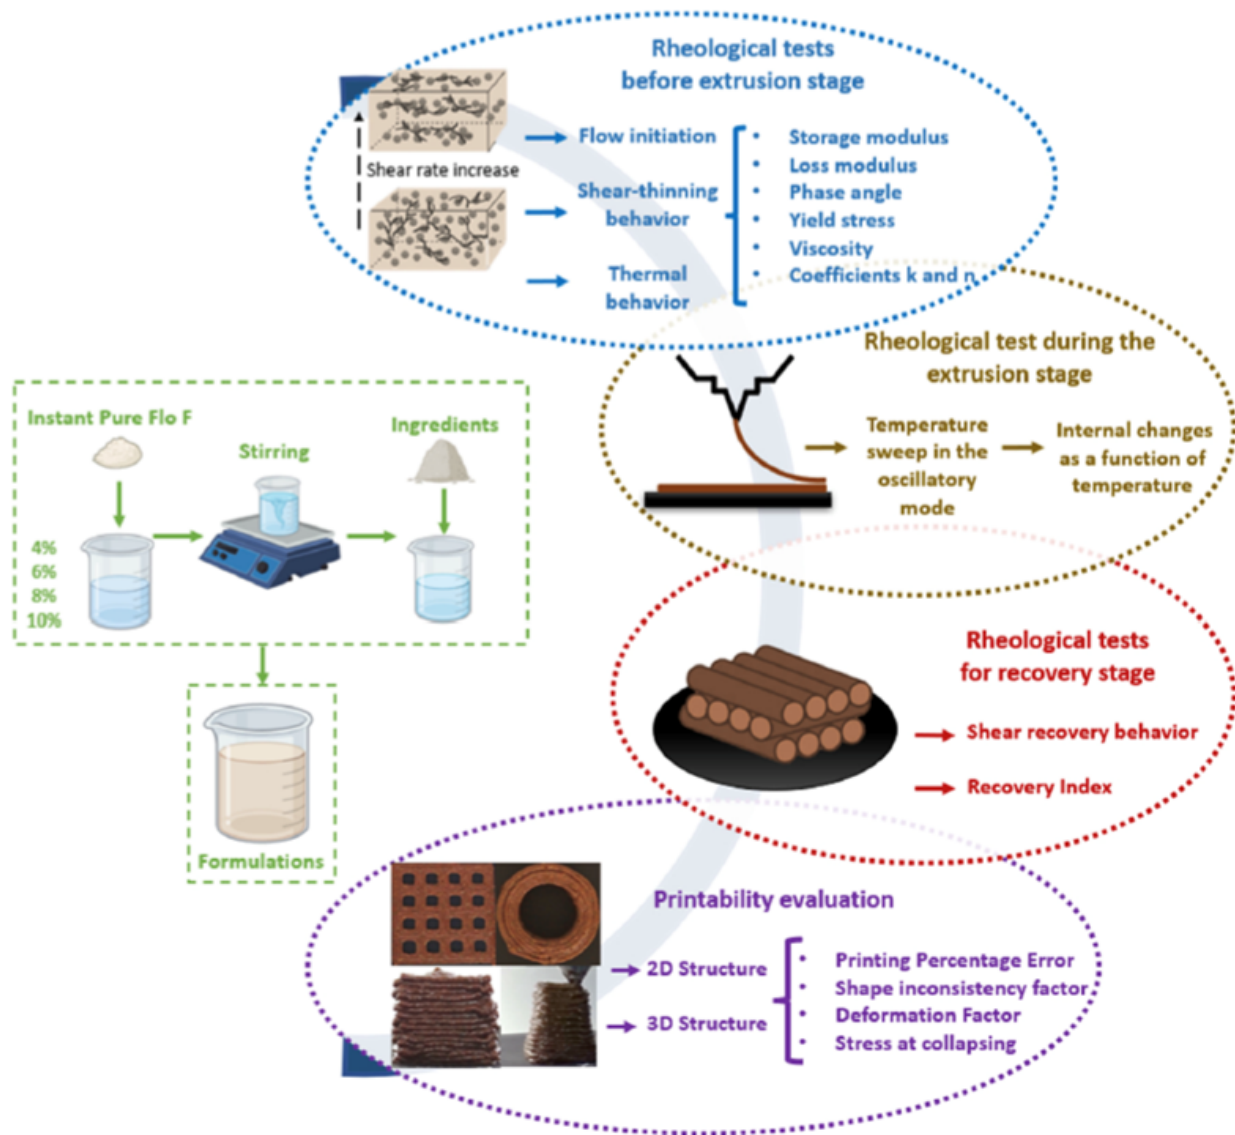 Rheological tests
before extrusion stage
Shear rate increase
Flow initiation
Shear-thinning
behavior
Thermal
behavior
• Storage modulus
• Loss modulus
• Phase angle
• Yield stress
• Viscosity
• Coefficients k and n
Rheological test during the
extrusion stage
Temperature
sweep in the
oscillatory
mode
Internal changes
as a function of
temperature
Instant Pure Flo F
Stirring
Ingredients
4%
6%
8%
10%
Formulations
Rheological tests
for recovery stage
Shear recovery behavior
Recovery Index
Printability evaluation
2D Structure
3D Structure
• Printing Percentage Error
• Shape inconsistency factor
• Deformation Factor
• Stress at collapsing